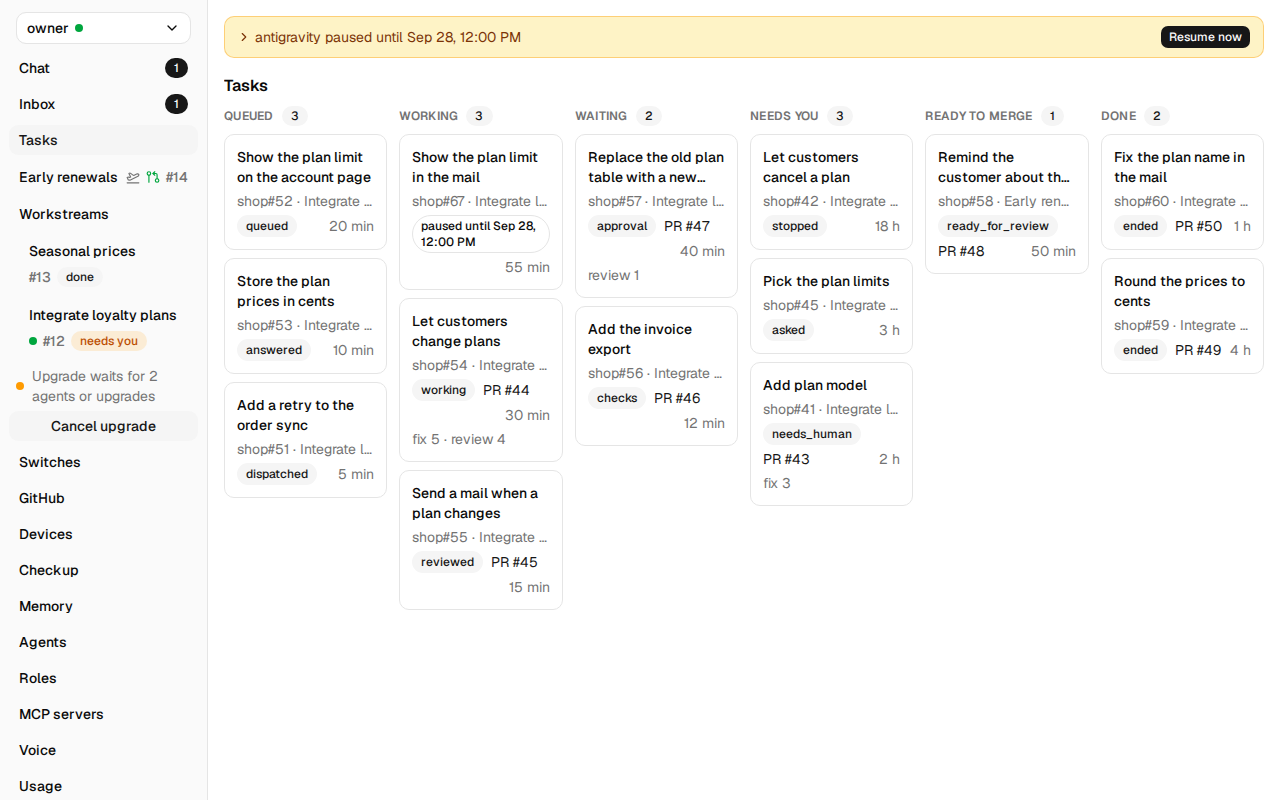 owner
Chat 1
Inbox 1
Tasks
Early renewals #14
Workstreams
Seasonal prices
#13 done
Integrate loyalty plans
#12 needs you
Upgrade waits for 2
agents or upgrades
Cancel upgrade
Switches
GitHub
Devices
Checkup
Memory
Agents
Roles
MCP servers
Voice
Usage
antigravity paused until Sep 28, 12:00 PM
Resume now
Tasks
QUEUED 3
Show the plan limit
on the account page
shop#52 · Integrate ...
queued 20 min
Store the plan
prices in cents
shop#53 · Integrate ...
answered 10 min
Add a retry to the
order sync
shop#51 · Integrate l...
dispatched 5 min
WORKING 3
Show the plan limit
in the mail
shop#67 · Integrate l...
paused until Sep 28,
12:00 PM
55 min
Let customers
change plans
shop#54 · Integrate ...
working PR #44
30 min
fix 5 · review 4
Send a mail when a
plan changes
shop#55 · Integrate ...
reviewed PR #45
15 min
WAITING 2
Replace the old plan
table with a new...
shop#57 · Integrate l...
approval PR #47
40 min
review 1
Add the invoice
export
shop#56 · Integrate ...
checks PR #46
12 min
NEEDS YOU 3
Let customers
cancel a plan
shop#42 · Integrate ...
stopped 18 h
Pick the plan limits
shop#45 · Integrate ...
asked 3 h
Add plan model
shop#41 · Integrate l...
needs_human
PR #43 2 h
fix 3
READY TO MERGE 1
Remind the
customer about th...
shop#58 · Early ren...
ready_for_review
PR #48 50 min
DONE 2
Fix the plan name in
the mail
shop#60 · Integrate ...
ended PR #50 1 h
Round the prices to
cents
shop#59 · Integrate ...
ended PR #49 4 h